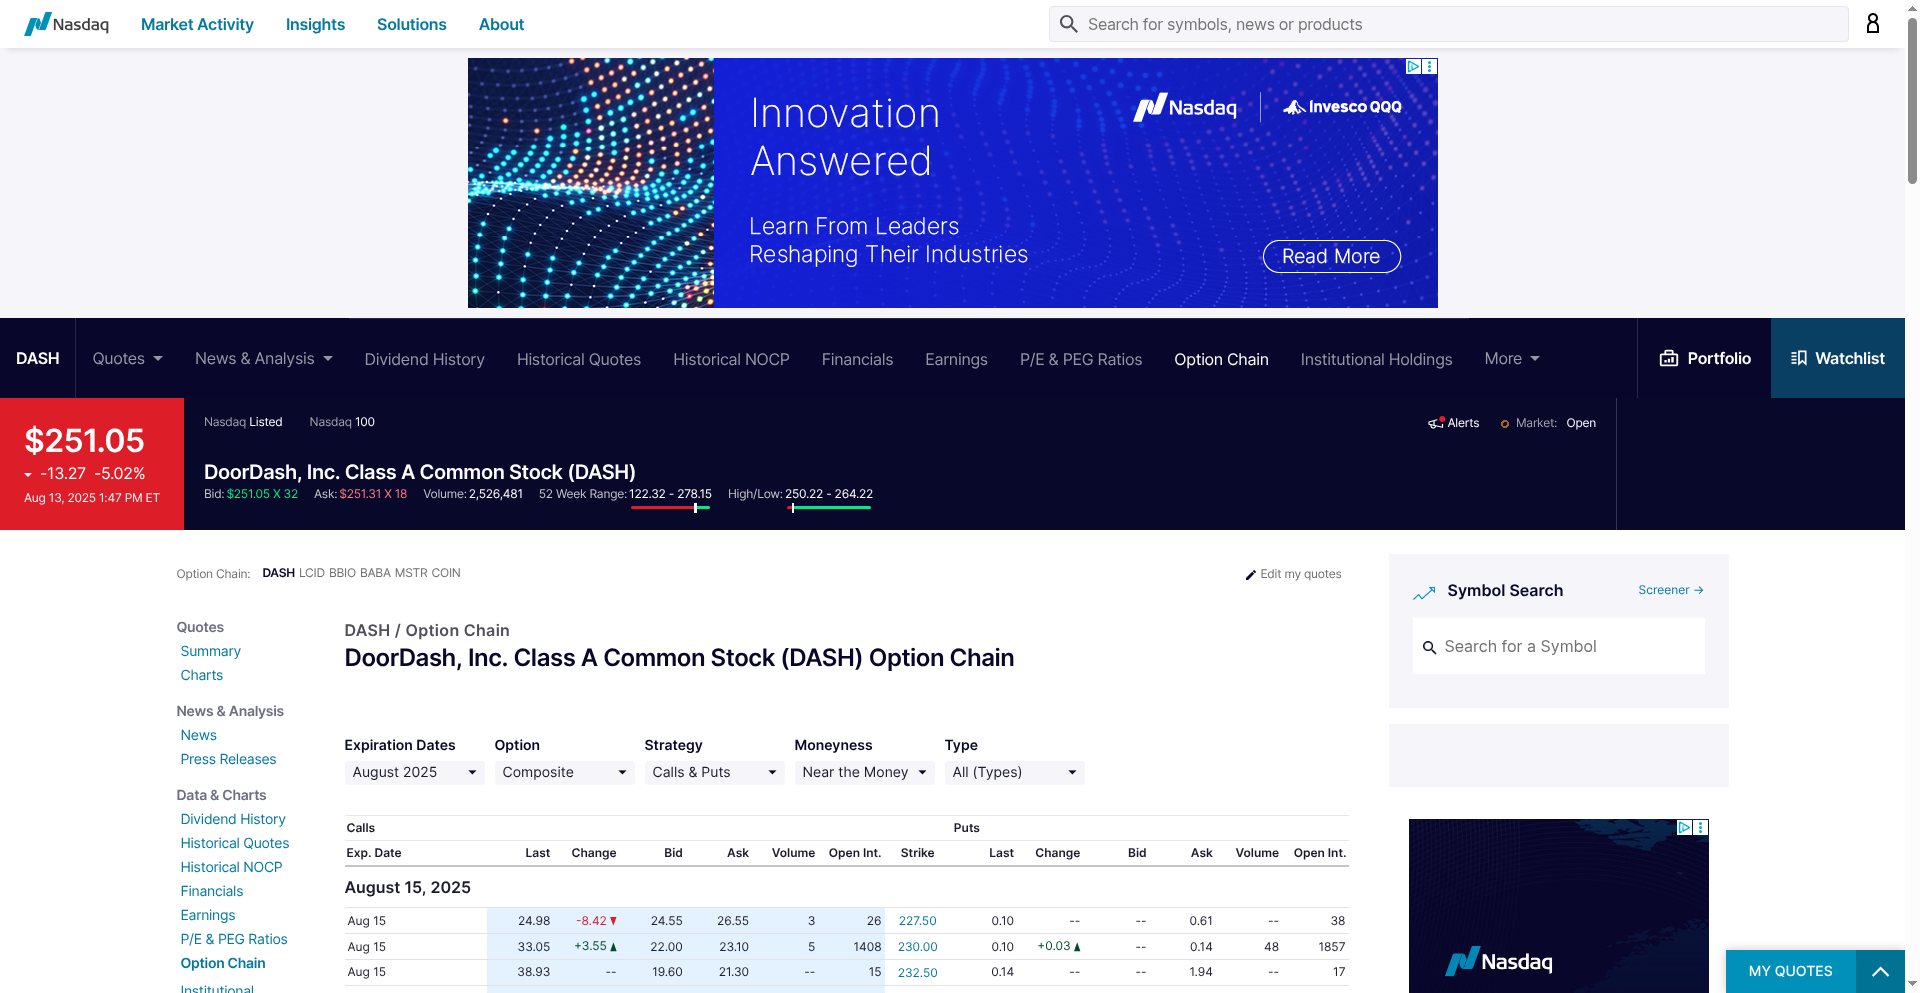 Nasdaq Market Activity Insights Solutions About Search for symbols, news or products
Innovation
Answered
Nasdaq Invesco QQQ
Learn From Leaders
Reshaping Their Industries
Read More
DASH Quotes News & Analysis Dividend History Historical Quotes Historical NOCP Financials Earnings P/E & PEG Ratios Option Chain Institutional Holdings More Portfolio Watchlist
$251.05
-13.27 -5.02%
Aug 13, 2025 1:47 PM ET
Nasdaq Listed Nasdaq 100
Alerts Market: Open
DoorDash, Inc. Class A Common Stock (DASH)
Bid: $251.05 X 32 Ask: $251.31 X 18 Volume: 2,526,481 52 Week Range: 122.32 - 278.15 High/Low: 250.22 - 264.22
Option Chain: DASH LCID BBIO BABA MSTR COIN
Edit my quotes
Quotes
Summary
Charts
News & Analysis
News
Press Releases
Data & Charts
Dividend History
Historical Quotes
Historical NOCP
Financials
Earnings
P/E & PEG Ratios
Option Chain
Institutional
DASH / Option Chain
DoorDash, Inc. Class A Common Stock (DASH) Option Chain
Expiration Dates Option Strategy Moneyness Type
August 2025 Composite Calls & Puts Near the Money All (Types)
Calls Puts
Exp. Date Last Change Bid Ask Volume Open Int. Strike Last Change Bid Ask Volume Open Int.
August 15, 2025
Aug 15 24.98 -8.42 24.55 26.55 3 26 227.50 0.10 -- -- 0.61 -- 38
Aug 15 33.05 +3.55 22.00 23.10 5 1408 230.00 0.10 +0.03 -- 0.14 48 1857
Aug 15 38.93 -- 19.60 21.30 -- 15 232.50 0.14 -- -- 1.94 -- 17
Symbol Search Screener →
Search for a Symbol
Nasdaq
MY QUOTES